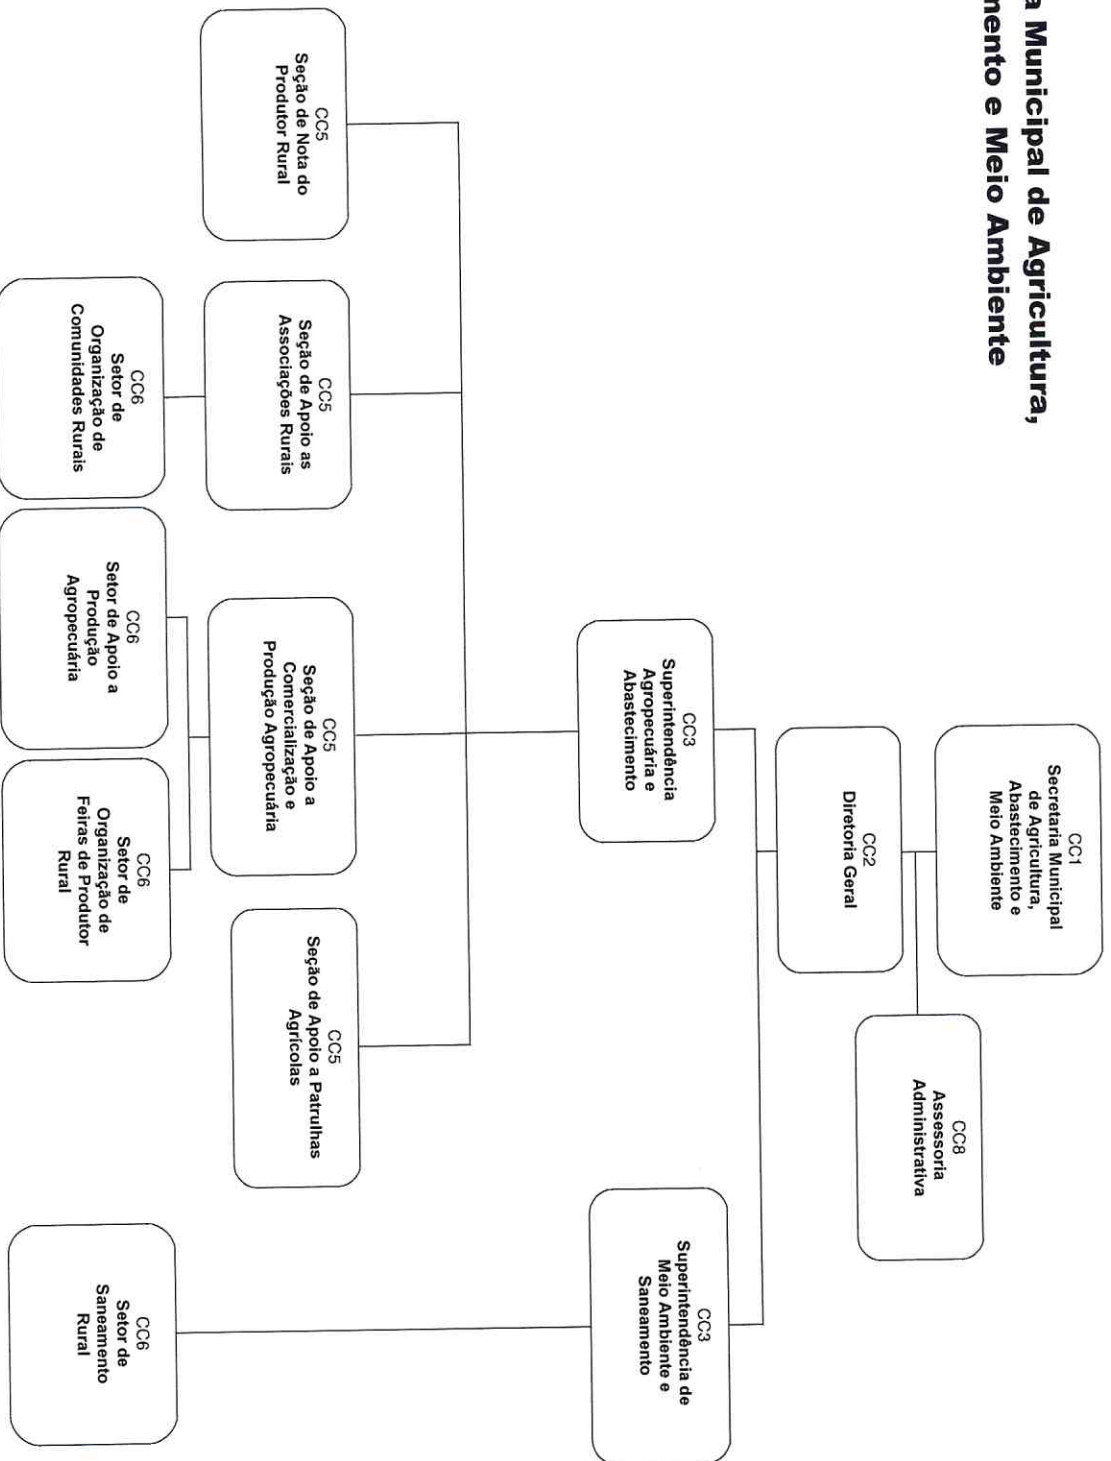 a Municipal de Agricultura,
mento e Meio Ambiente
CC1
Secretaria Municipal
de Agricultura,
Abastecimento e
Meio Ambiente
CC8
Assessoria
Administrativa
CC2
Diretoria Geral
CC3
Superintendência
Agropecuária e
Abastecimento
CC3
Superintendência de
Meio Ambiente e
Saneamento
CC5
Seção de Nota do
Produtor Rural
CC5
Seção de Apoio as
Associações Rurais
CC5
Seção de Apoio a
Comercialização e
Produção Agropecuária
CC5
Seção de Apoio a Patrulhas
Agrícolas
CC6
Setor de
Organização de
Comunidades Rurais
CC6
Setor de Apoio a
Produção
Agropecuária
CC6
Setor de
Organização de
Feiras de Produtor
Rural
CC6
Setor de
Saneamento
Rural